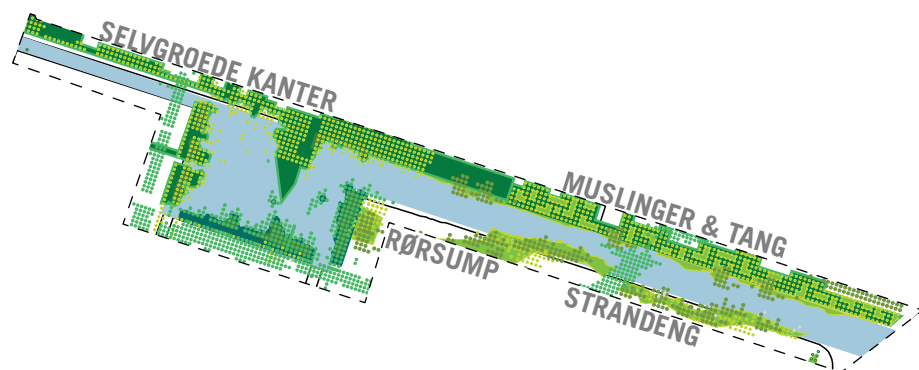 SELVGROEDE KANTER
MUSLINGER & TANG
RØRSUMP
STRANDENG